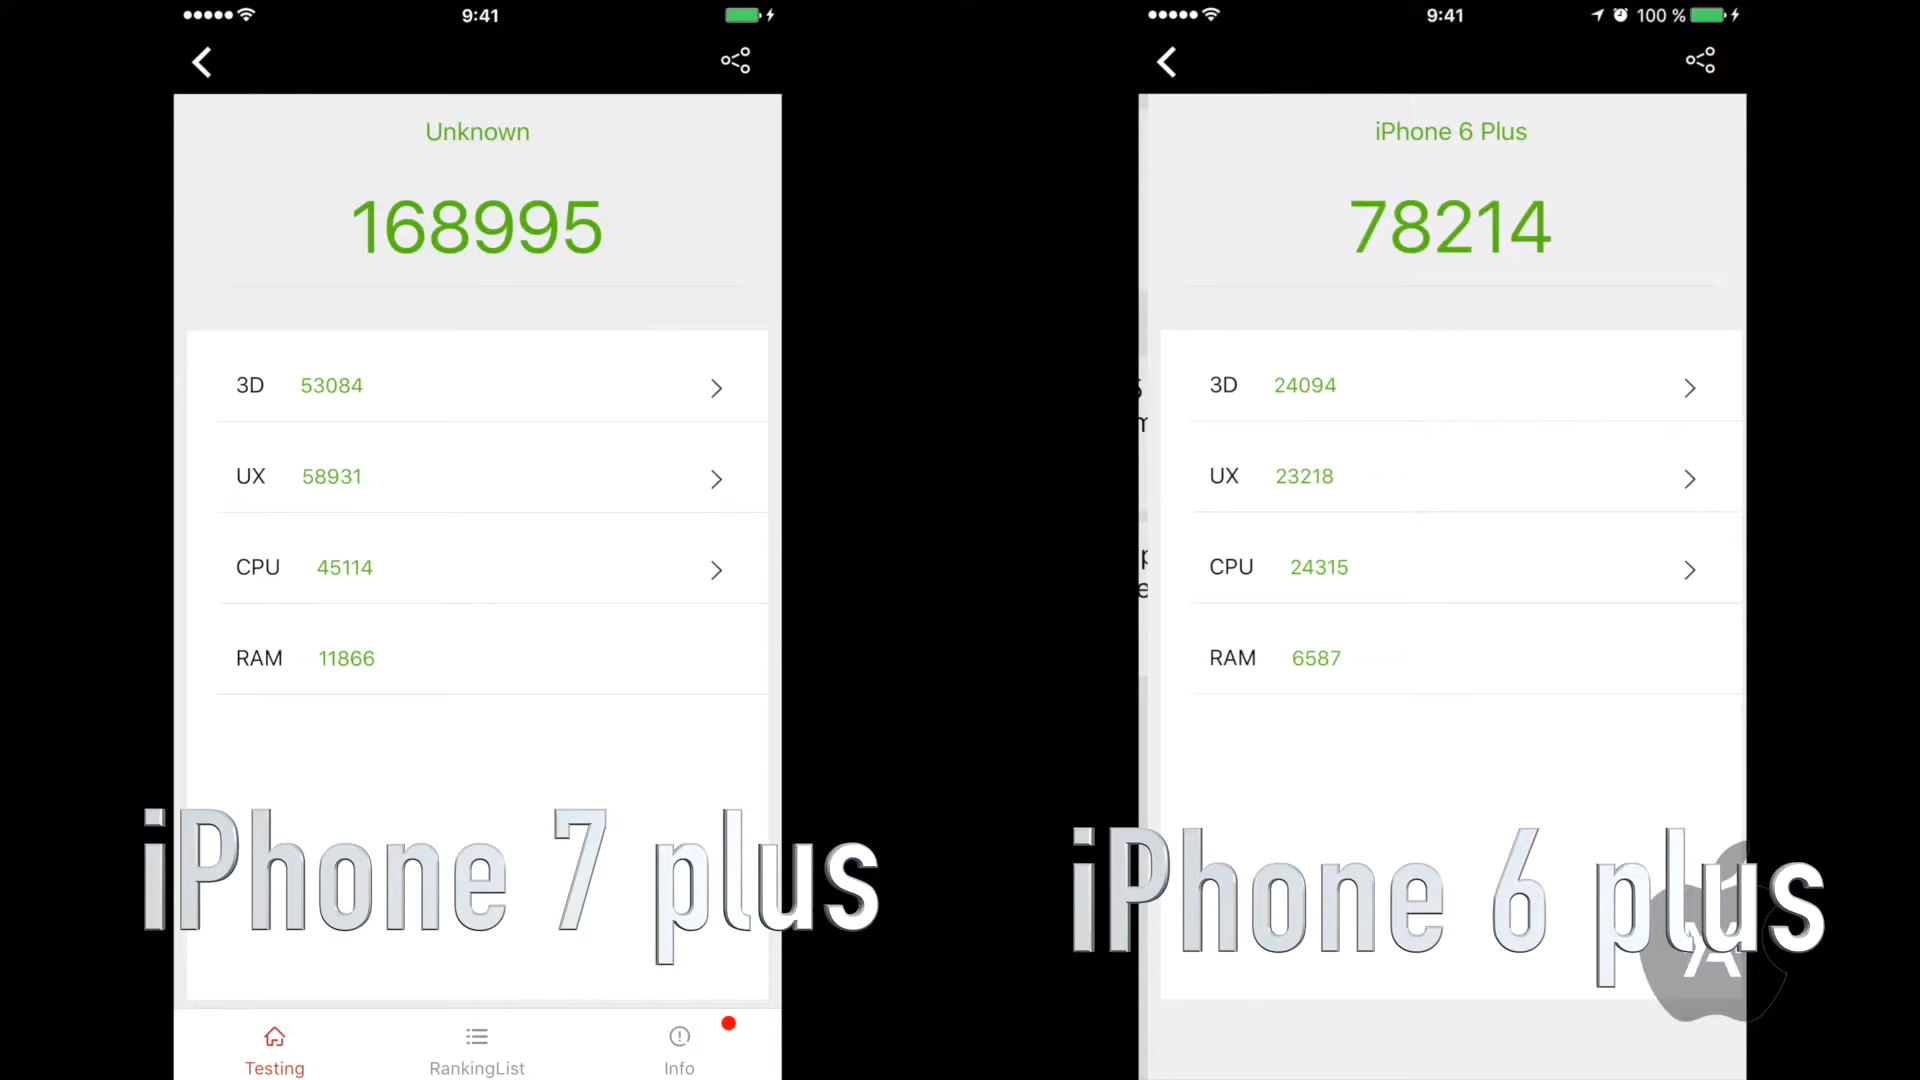 9:41
Unknown
168995
3D 53084
UX 58931
CPU 45114
RAM 11866
iPhone 7 plus
Testing
RankingList
Info
9:41
100 %
iPhone 6 Plus
78214
3D 24094
UX 23218
CPU 24315
RAM 6587
iPhone 6 plus
A